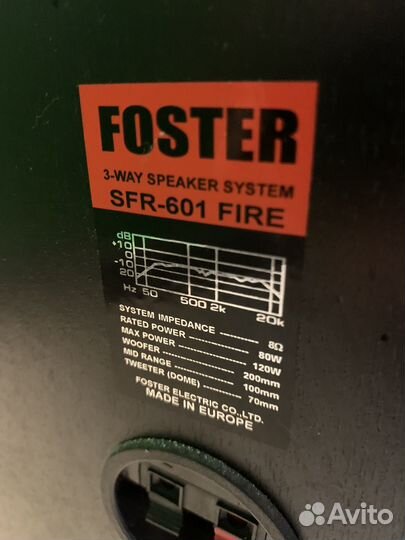 FOSTER
3-WAY SPEAKER SYSTEM
SFR-601 FIRE
dB
+10
0
-10
20
Hz 50 500 2k 20k
SYSTEM IMPEDANCE ---------- 8Ω
RATED POWER ---------- 80W
MAX POWER ---------- 120W
WOOFER ---------- 200mm
MID RANGE ---------- 100mm
TWEETER (DOME) ---------- 70mm
FOSTER ELECTRIC CO.,LTD.
MADE IN EUROPE
Avito